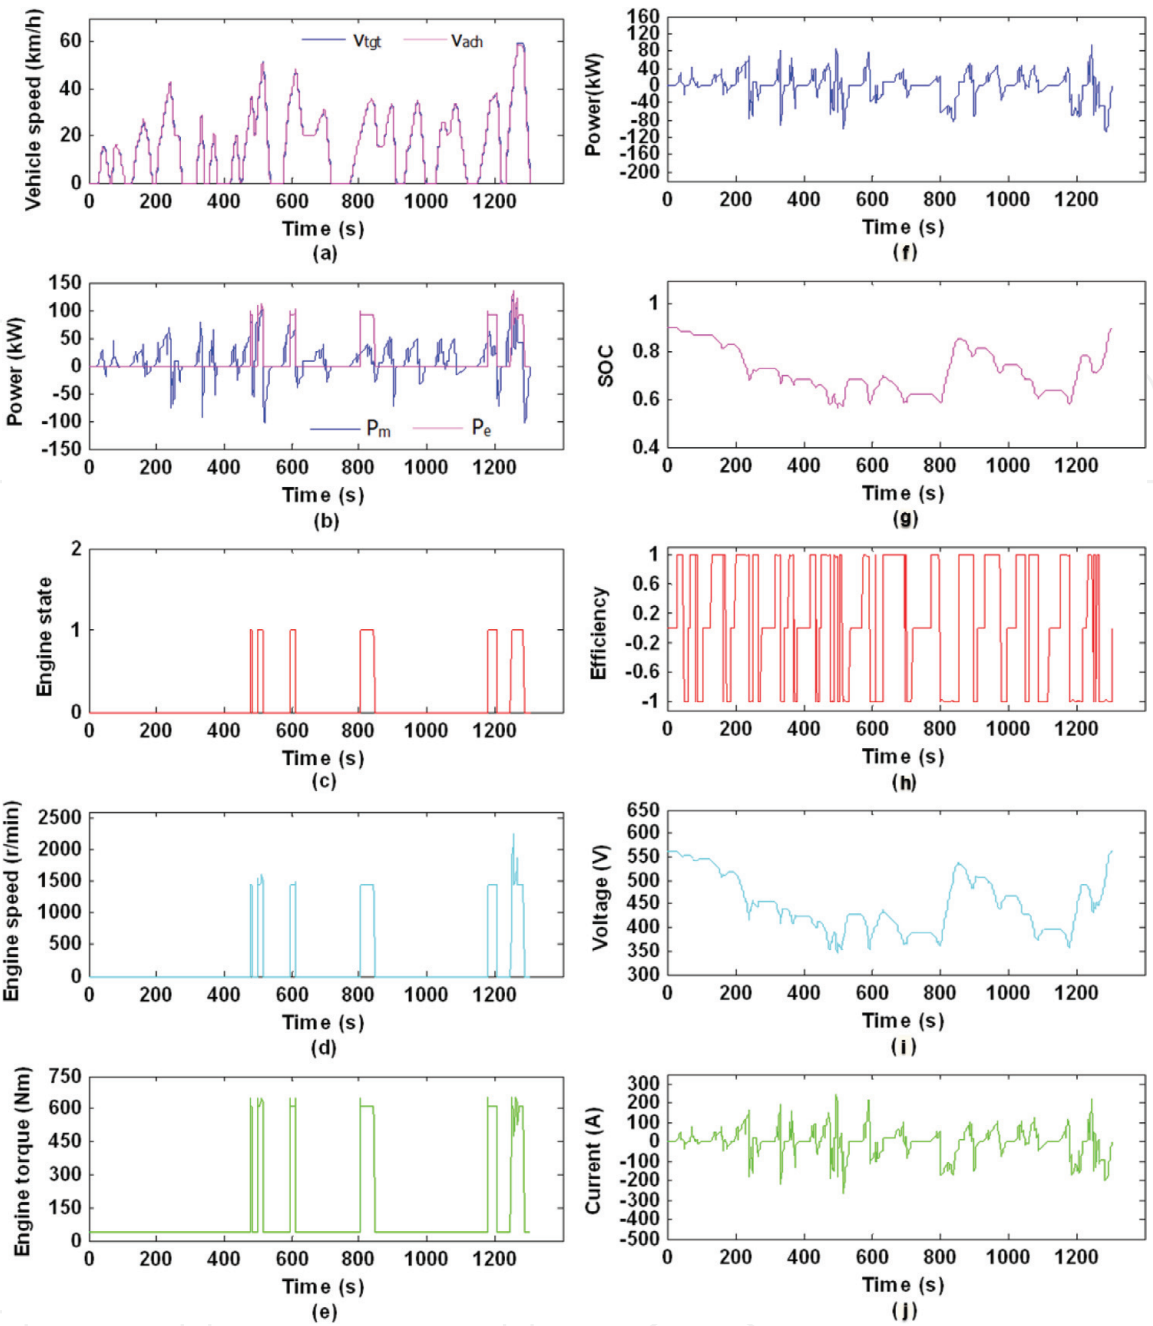 60
40
20
0
Vehicle speed (km/h)
Vtgt Vach
0 200 400 600 800 1000 1200
Time (s)
(a)
150
100
50
0
-50
-100
-150
Power (kW)
Pm Pe
0 200 400 600 800 1000 1200
Time (s)
(b)
2
1
0
Engine state
0 200 400 600 800 1000 1200
Time (s)
(c)
2500
2000
1500
1000
500
0
Engine speed (r/min)
0 200 400 600 800 1000 1200
Time (s)
(d)
750
600
450
300
150
0
Engine torque (Nm)
0 200 400 600 800 1000 1200
Time (s)
(e)
160
120
80
40
0
-40
-80
-120
-160
-200
Power(kW)
0 200 400 600 800 1000 1200
Time (s)
(f)
1
0.8
0.6
0.4
SOC
0 200 400 600 800 1000 1200
Time (s)
(g)
1
0.6
0.2
-0.2
-0.6
-1
Efficiency
0 200 400 600 800 1000 1200
Time (s)
(h)
650
600
550
500
450
400
350
300
Voltage (V)
0 200 400 600 800 1000 1200
Time (s)
(i)
300
200
100
0
-100
-200
-300
-400
-500
Current (A)
0 200 400 600 800 1000 1200
Time (s)
(j)